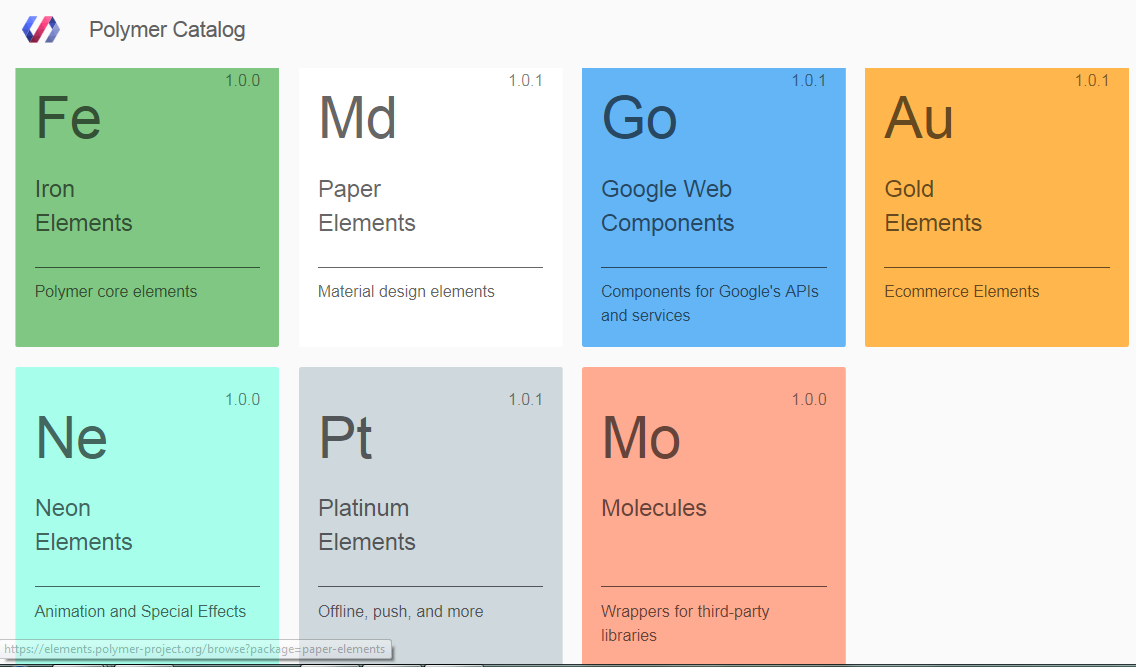 Polymer Catalog
1.0.0
Fe
Iron
Elements
Polymer core elements
1.0.1
Md
Paper
Elements
Material design elements
1.0.1
Go
Google Web
Components
Components for Google's APIs
and services
1.0.1
Au
Gold
Elements
Ecommerce Elements
1.0.0
Ne
Neon
Elements
Animation and Special Effects
1.0.1
Pt
Platinum
Elements
Offline, push, and more
1.0.0
Mo
Molecules
Wrappers for third-party
libraries
https://elements.polymer-project.org/browse?package=paper-elements